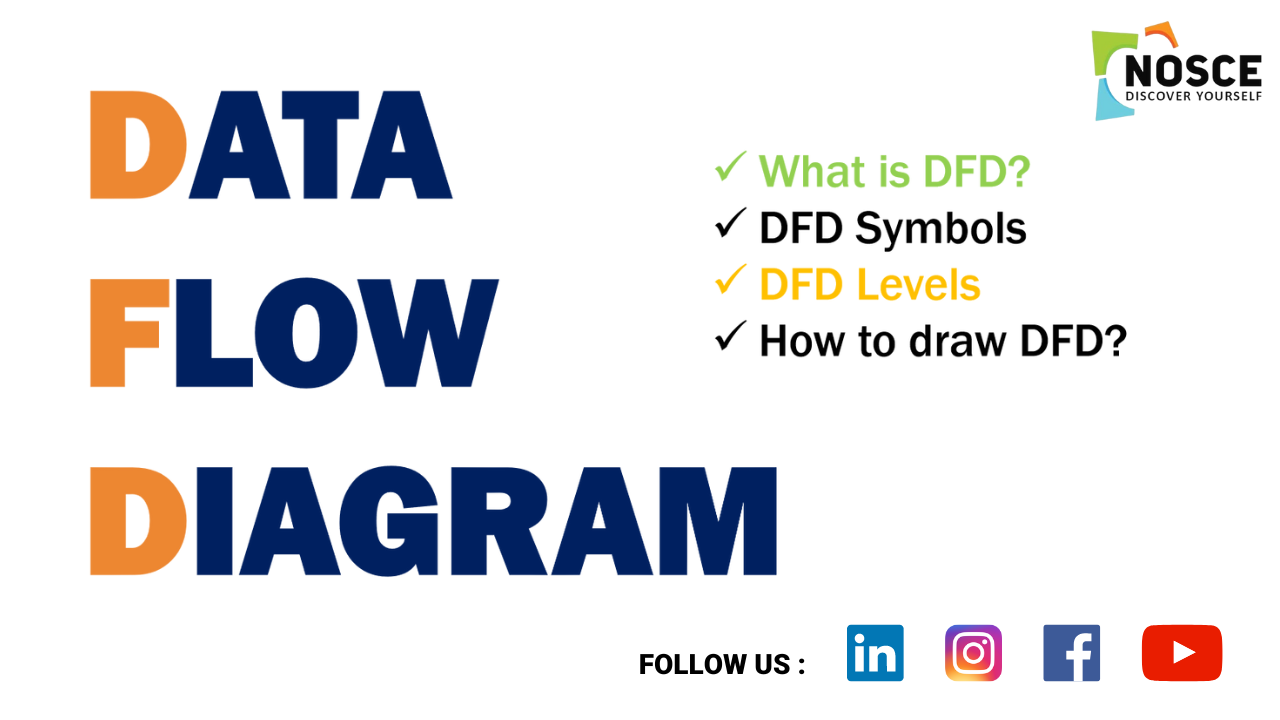 DATA
FLOW
DIAGRAM
NOSCE
DISCOVER YOURSELF
✓ What is DFD?
✓ DFD Symbols
✓ DFD Levels
✓ How to draw DFD?
FOLLOW US :
in
f